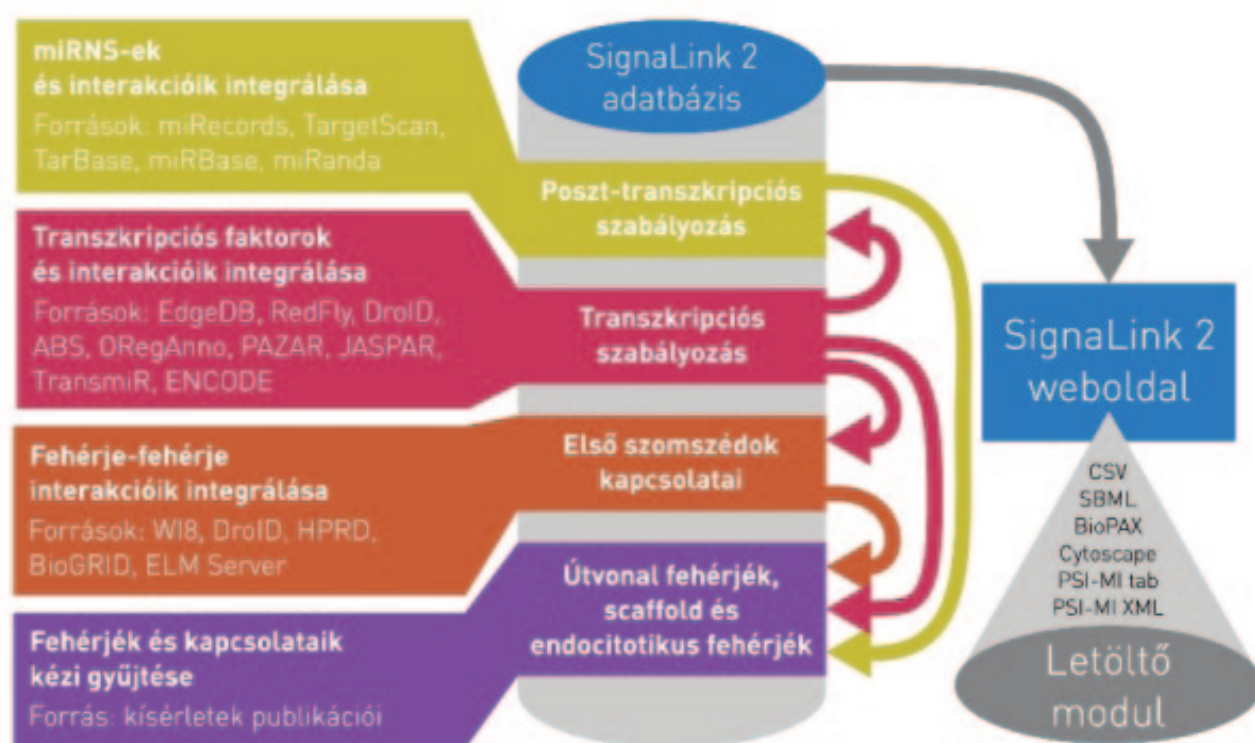 miRNS-ek
és interakcióik integrálása
Források: miRecords, TargetScan,
TarBase, miRBase, miRanda
Transzkripciós faktorok
és interakcióik integrálása
Források: EdgeDB, RedFly, DroID,
ABS, ORegAnno, PAZAR, JASPAR,
TransmiR, ENCODE
Fehérje-fehérje
interakcióik integrálása
Források: WI8, DroID, HPRD,
BioGRID, ELM Server
Fehérjék és kapcsolataik
kézi gyűjtése
Forrás: kísérletek publikációi
SignaLink 2
adatbázis
Poszt-transzkripciós
szabályozás
Transzkripciós
szabályozás
Első szomszédok
kapcsolatai
Útvonal fehérjék,
scaffold és
endocitotikus fehérjék
SignaLink 2
weboldal
CSV
SBML
BioPAX
Cytoscape
PSI-MI tab
PSI-MI XML
Letöltő
modul